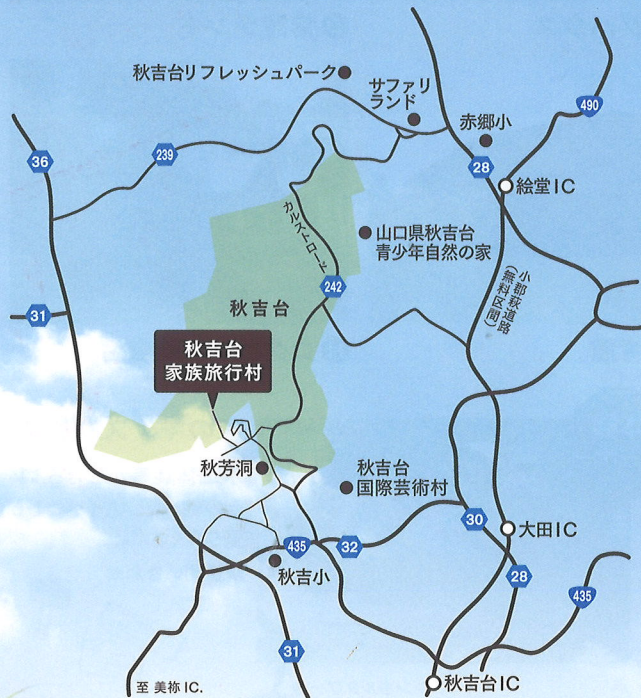 秋吉台リフレッシュパーク
サファリ
ランド
赤郷小
490
36
239
28
絵堂IC
カルストロード
山口県秋吉台
青少年自然の家
242
小郡萩道路
(無料区間)
31
秋吉台
秋吉台
家族旅行村
秋芳洞
秋吉台
国際芸術村
30
大田IC
435
32
秋吉小
28
435
31
至 美祢IC.
秋吉台IC